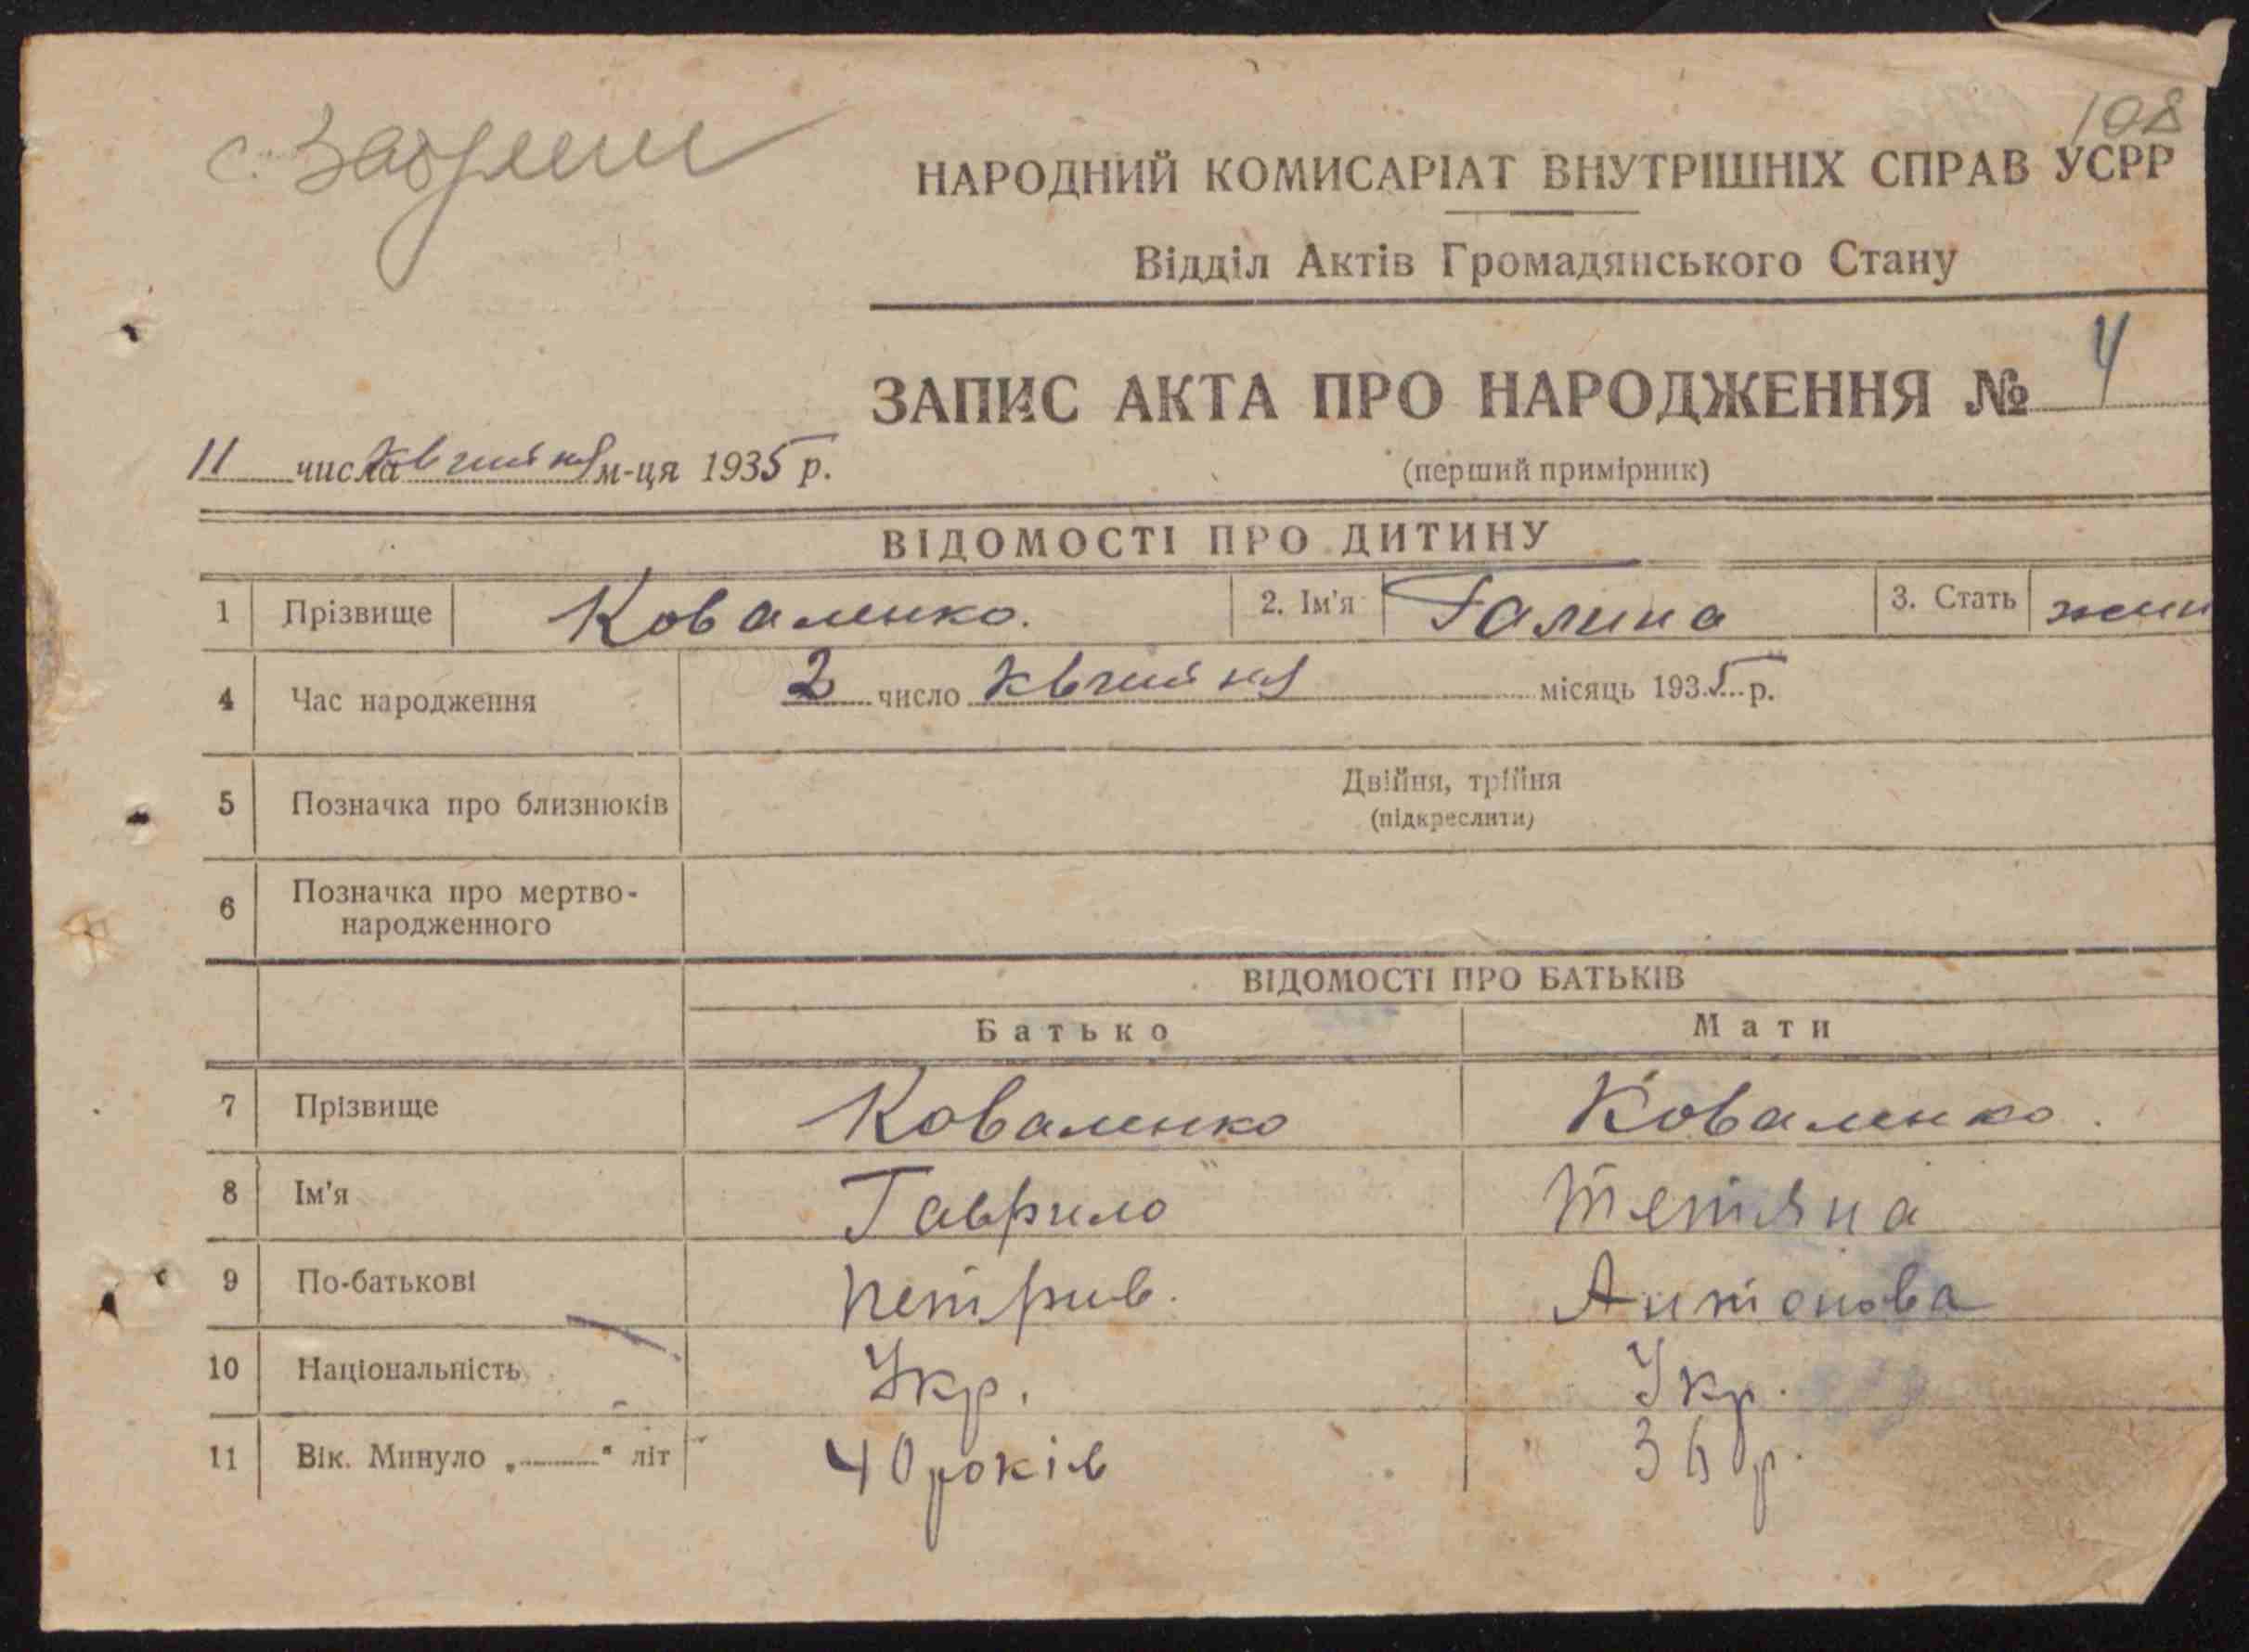 108
с.
НАРОДНИЙ КОМИСАРІАТ ВНУТРІШНІХ СПРАВ УСРР
Відділ Актів Громадянського Стану
ЗАПИС АКТА ПРО НАРОДЖЕННЯ № 4
11 числа квітня м-ця 1935 р.
(перший примірник)
ВІДОМОСТІ ПРО ДИТИНУ
1 Прізвище Коваленко. 2. Ім'я Галина 3. Стать жін
4 Час народження 2 число квітня місяць 1935 р.
5 Позначка про близнюків Двійня, трійня
(підкреслити)
6 Позначка про мертво-
народженного
ВІДОМОСТІ ПРО БАТЬКІВ
Батько Мати
7 Прізвище Коваленко Коваленко.
8 Ім'я Гаврило Тетяна
9 По-батькові Петрив. Антонова
10 Національність Укр. Укр.
11 Вік. Минуло „ " літ 40 років 36 р.